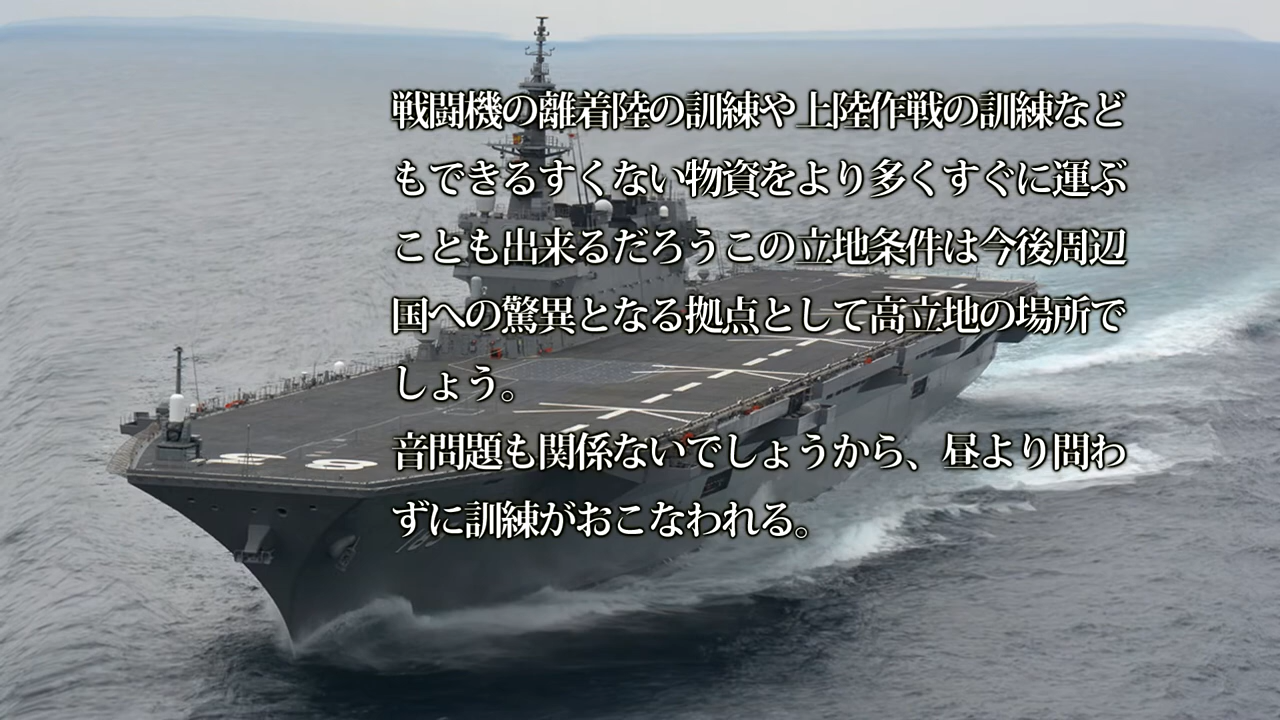 戦闘機の離着陸の訓練や上陸作戦の訓練など
もできるすくない物資をより多くすぐに運ぶ
ことも出来るだろうこの立地条件は今後周辺
国への驚異となる拠点として高立地の場所で
しょう。
音問題も関係ないでしょうから、昼より問わ
ずに訓練がおこなわれる。